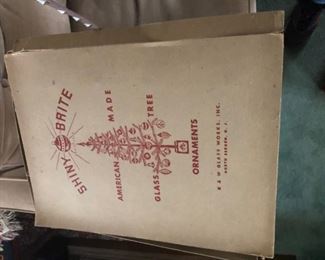 SHINY BRITE
AMERICAN MADE
GLASS TREE
ORNAMENTS
K & W GLASS WORKS, INC.
NORTH BERGEN, N. J.